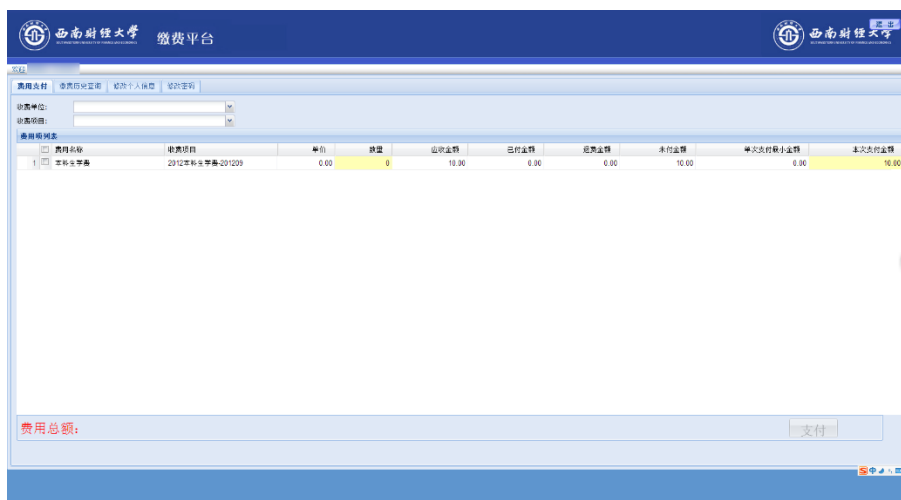 西南财经大学 缴费平台
西南财经大学
退 出
费用支付 缴费历史查询 修改个人信息 修改密码
收费单位:
收费项目:
费用项列表
费用名称 收费项目 单价 数量 应收金额 已付金额 退费金额 未付金额 单次支付最小金额 本次支付金额
1 本科生学费 2012本科生学费-201209 0.00 0 10.00 0.00 0.00 10.00 0.00 10.00
费用总额: 支付
中